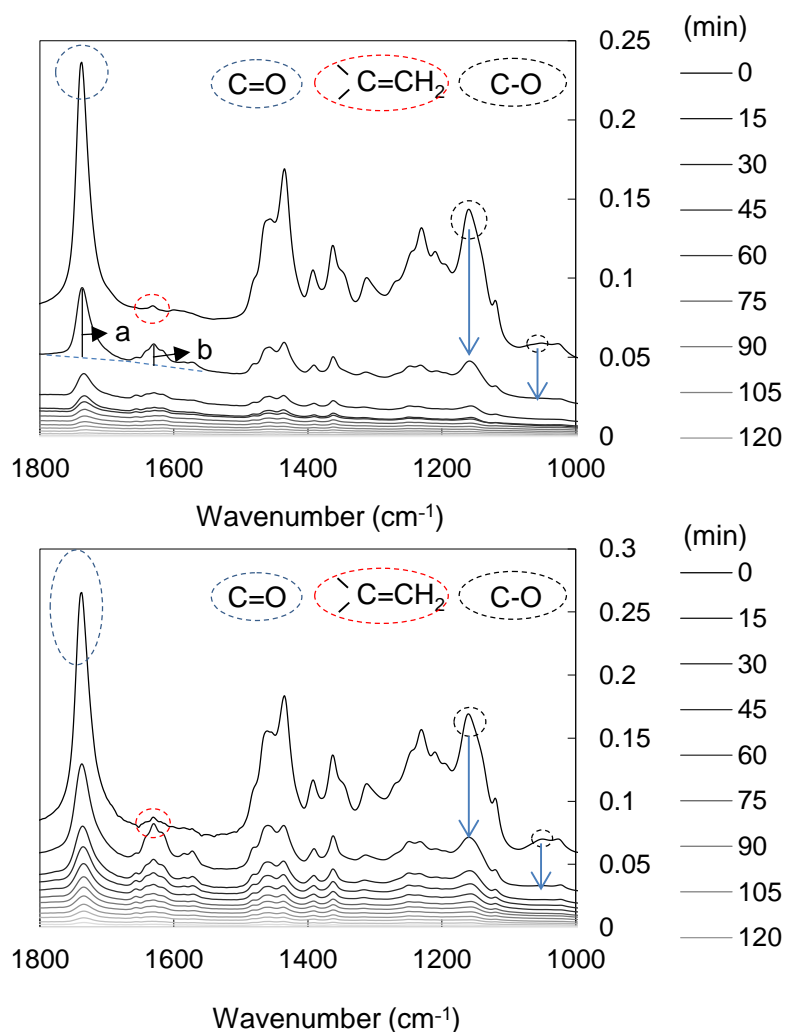 0.25 (min)
C=O C=CH2 C-O 0
0.2 15
30
0.15 45
60
0.1 75
a b 90
0.05 105
0 120
1800 1600 1400 1200 1000
Wavenumber (cm-1)
0.3 (min)
C=O C=CH2 C-O 0
0.25 15
0.2 30
45
0.15 60
75
0.1 90
0.05 105
0 120
1800 1600 1400 1200 1000
Wavenumber (cm-1)